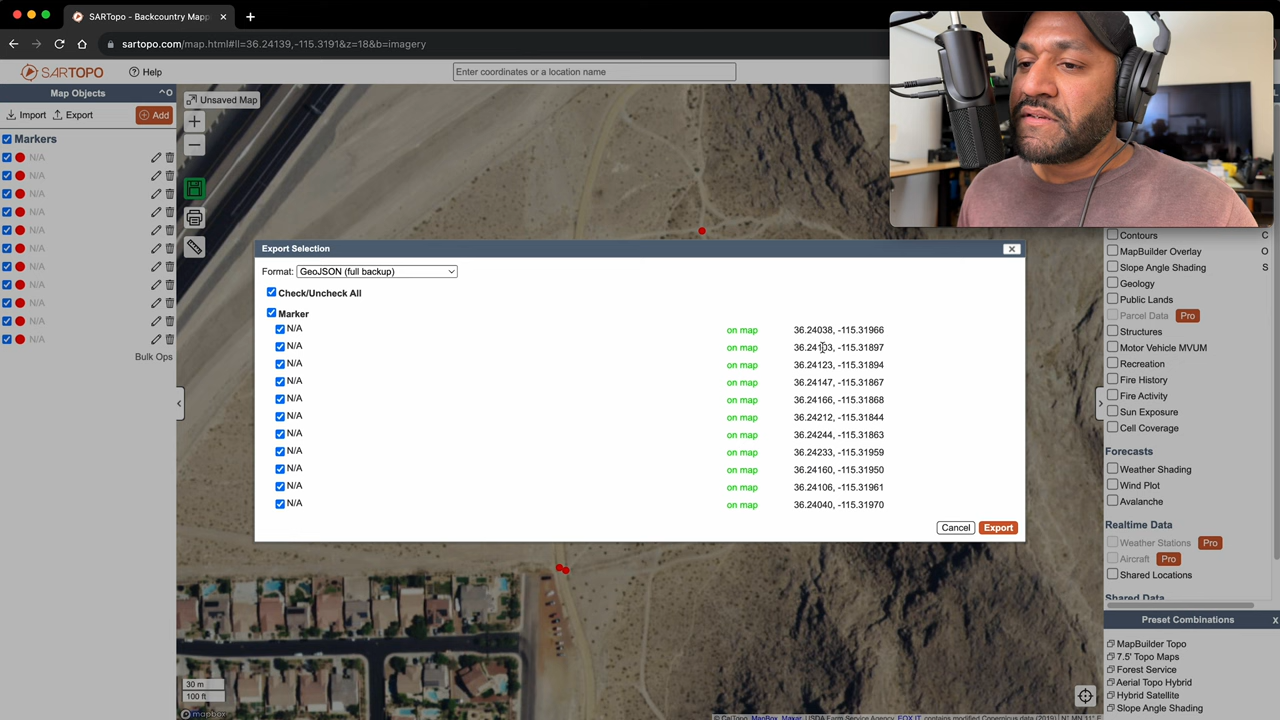 SARTopo - Backcountry Mapp
sartopo.com/map.html#ll=36.24139,-115.3191&z=18&b=imagery
SARTOPO
Help
Enter coordinates or a location name
Map Objects
Import
Export
Add
Markers
N/A
N/A
N/A
N/A
N/A
N/A
N/A
N/A
N/A
N/A
N/A
Bulk Ops
Unsaved Map
Export Selection
Format: GeoJSON (full backup)
Check/Uncheck All
Marker
N/A on map 36.24038, -115.31966
N/A on map 36.24103, -115.31897
N/A on map 36.24123, -115.31894
N/A on map 36.24147, -115.31867
N/A on map 36.24166, -115.31868
N/A on map 36.24212, -115.31844
N/A on map 36.24244, -115.31863
N/A on map 36.24233, -115.31959
N/A on map 36.24160, -115.31950
N/A on map 36.24106, -115.31961
N/A on map 36.24040, -115.31970
Cancel
Export
30 m
100 ft
mapbox
Contours C
MapBuilder Overlay O
Slope Angle Shading S
Geology
Public Lands
Parcel Data Pro
Structures
Motor Vehicle MVUM
Recreation
Fire History
Fire Activity
Sun Exposure
Cell Coverage
Forecasts
Weather Shading
Wind Plot
Avalanche
Realtime Data
Weather Stations Pro
Aircraft Pro
Shared Locations
Shared Data
Preset Combinations X
MapBuilder Topo
7.5' Topo Maps
Forest Service
Aerial Topo Hybrid
Hybrid Satellite
Slope Angle Shading